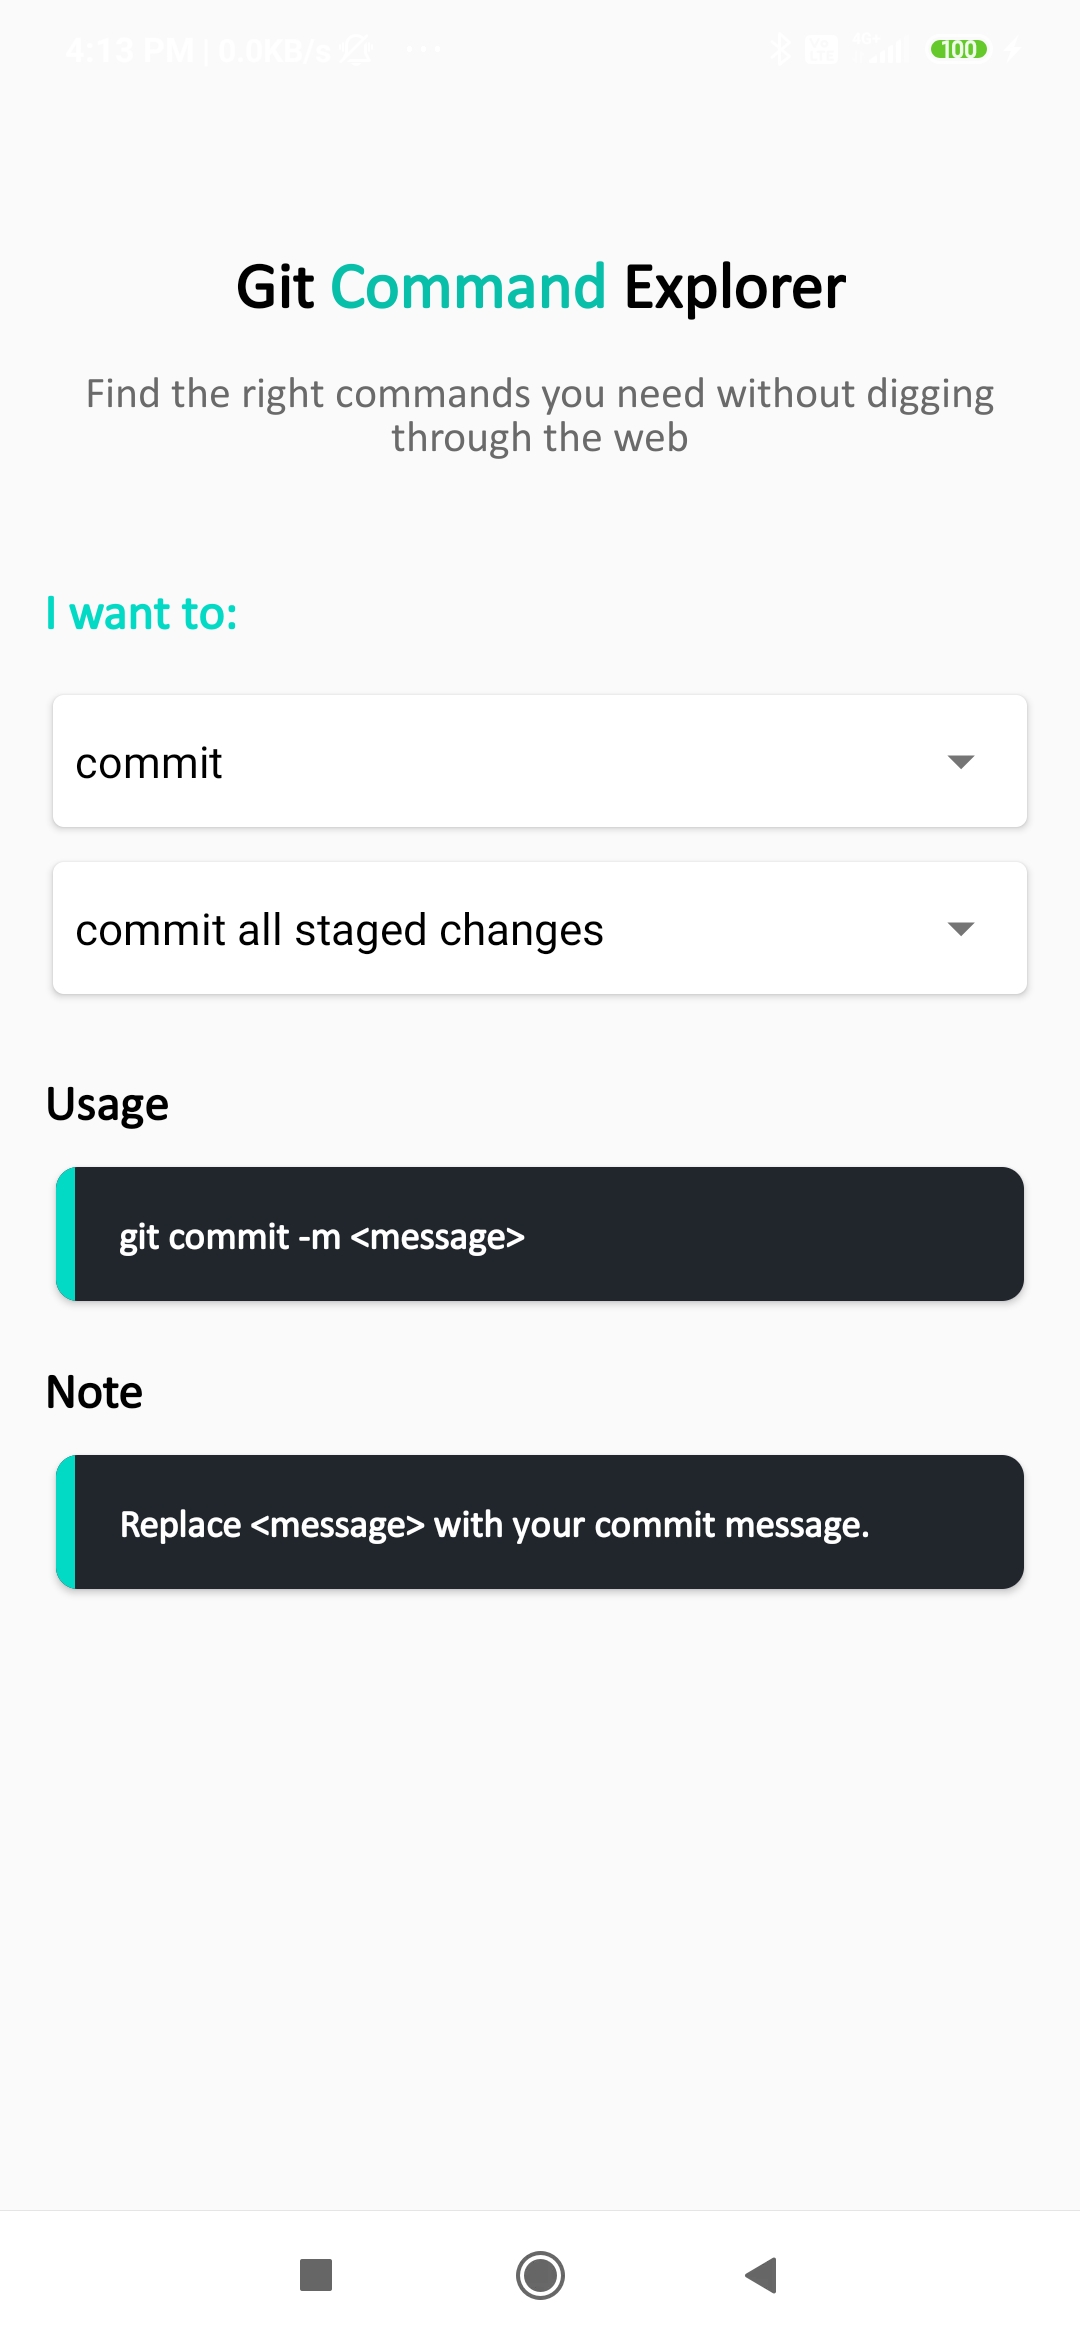 4:13 PM | 0.0KB/s
4G+
100
Git Command Explorer
Find the right commands you need without digging
through the web
I want to:
commit
commit all staged changes
Usage
git commit -m <message>
Note
Replace <message> with your commit message.